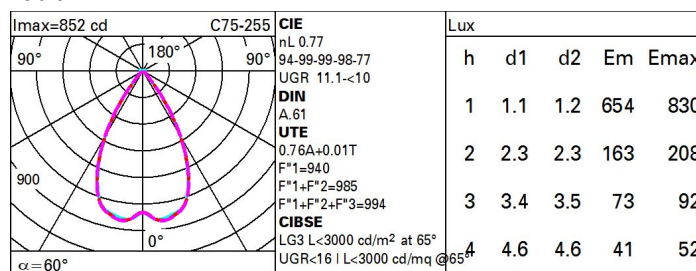 Imax=852 cd C75-255
90° 180° 90°
900
0°
α=60°
CIE
nL 0.77
94-99-99-98-77
UGR 11.1-<10
DIN
A.61
UTE
0.76A+0.01T
F"1=940
F"1+F"2=985
F"1+F"2+F"3=994
CIBSE
LG3 L<3000 cd/m² at 65°
UGR<16 | L<3000 cd/mq @65°
Lux
h d1 d2 Em Emax
1 1.1 1.2 654 830
2 2.3 2.3 163 208
3 3.4 3.5 73 92
4 4.6 4.6 41 52